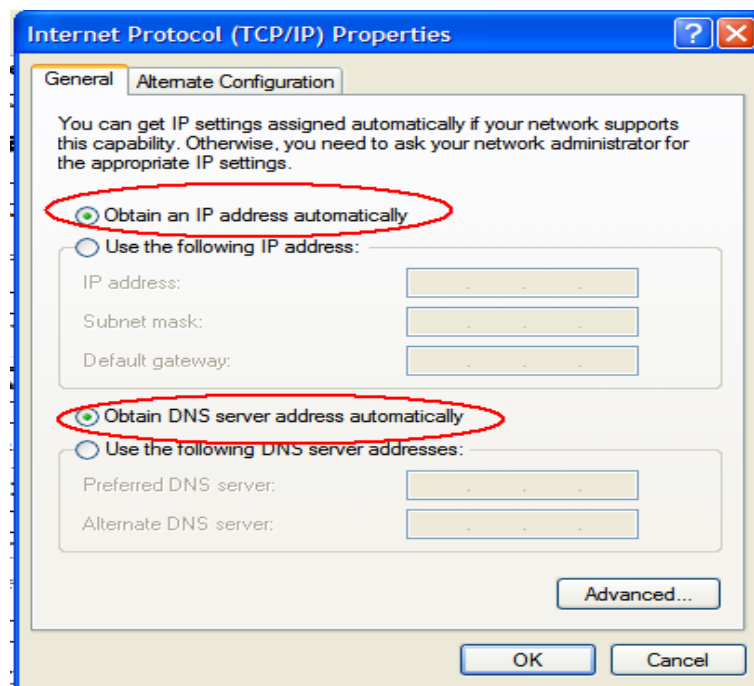 Internet Protocol (TCP/IP) Properties
General
Alternate Configuration
You can get IP settings assigned automatically if your network supports
this capability. Otherwise, you need to ask your network administrator for
the appropriate IP settings.
Obtain an IP address automatically
Use the following IP address:
IP address:
Subnet mask:
Default gateway:
Obtain DNS server address automatically
Use the following DNS server addresses:
Preferred DNS server:
Alternate DNS server:
Advanced...
OK
Cancel